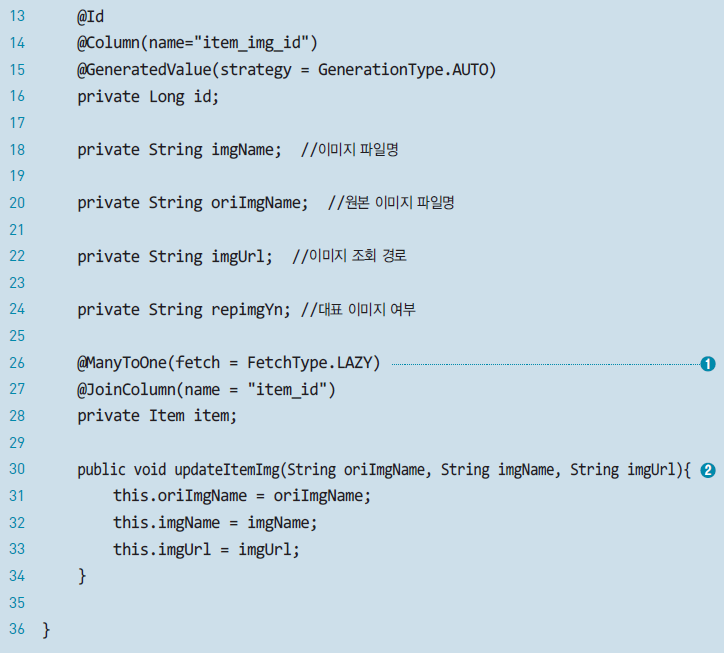 13 @Id
14 @Column(name="item_img_id")
15 @GeneratedValue(strategy = GenerationType.AUTO)
16 private Long id;
17
18 private String imgName; //이미지 파일명
19
20 private String oriImgName; //원본 이미지 파일명
21
22 private String imgUrl; //이미지 조회 경로
23
24 private String repimgYn; //대표 이미지 여부
25
26 @ManyToOne(fetch = FetchType.LAZY) ❶
27 @JoinColumn(name = "item_id")
28 private Item item;
29
30 public void updateItemImg(String oriImgName, String imgName, String imgUrl){ ❷
31 this.oriImgName = oriImgName;
32 this.imgName = imgName;
33 this.imgUrl = imgUrl;
34 }
35
36 }